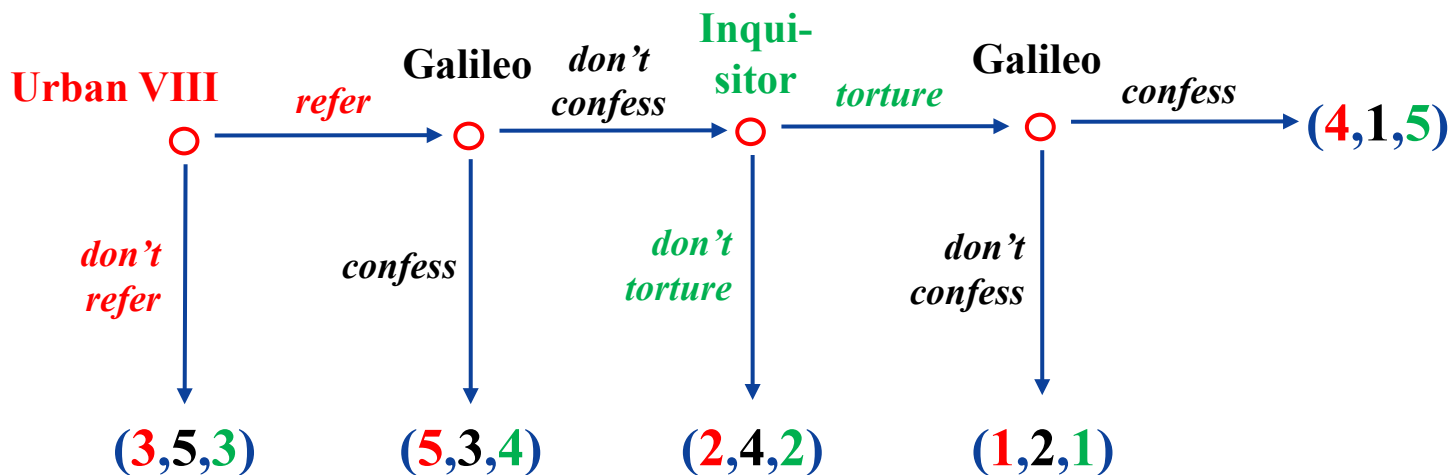 Urban VIII
refer
Galileo
don't
confess
Inqui-
sitor
torture
Galileo
confess
(4,1,5)
don't
refer
confess
don't
torture
don't
confess
(3,5,3)
(5,3,4)
(2,4,2)
(1,2,1)